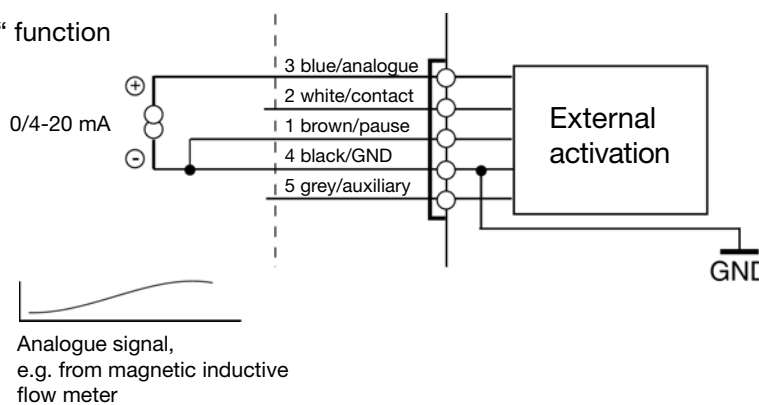 “ function
3 blue/analogue
2 white/contact
1 brown/pause
4 black/GND
5 grey/auxiliary
+
0/4-20 mA
-
External
activation
GND
Analogue signal,
e.g. from magnetic inductive
flow meter